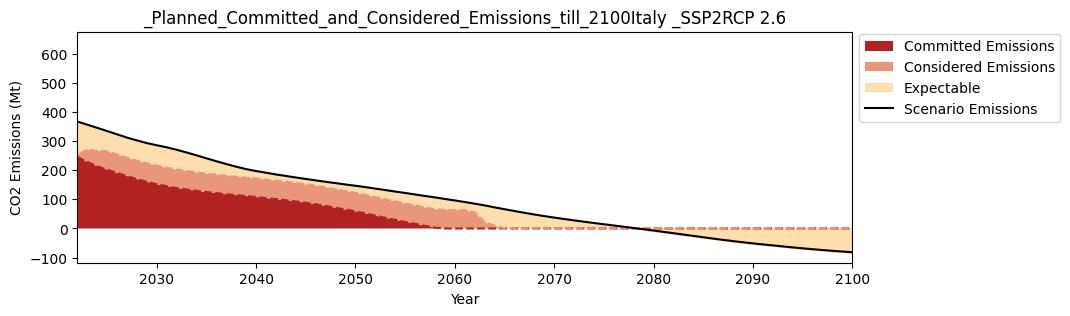 _Planned_Committed_and_Considered_Emissions_till_2100Italy _SSP2RCP 2.6
Committed Emissions
Considered Emissions
Expectable
Scenario Emissions
CO2 Emissions (Mt)
600
500
400
300
200
100
0
−100
2030 2040 2050 2060 2070 2080 2090 2100
Year